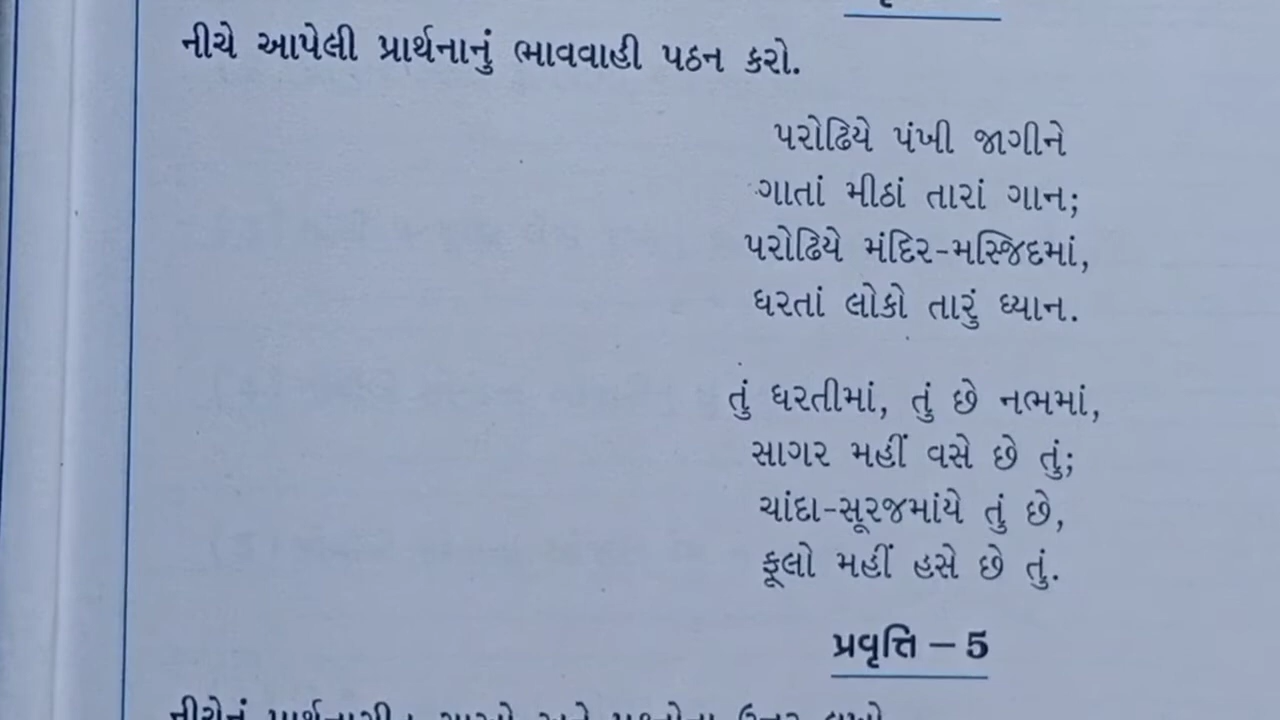 નીચે આપેલી પ્રાર્થનાનું ભાવવાહી પઠન કરો.
પરોઢિયે પંખી જાગીને
ગાતાં મીઠાં તારાં ગાન;
પરોઢિયે મંદિર-મસ્જિદમાં,
ધરતાં લોકો તારું ધ્યાન.
તું ધરતીમાં, તું છે નભમાં,
સાગર મહીં વસે છે તું;
ચાંદા-સૂરજમાંયે તું છે,
ફૂલો મહીં હસે છે તું.
પ્રવૃત્તિ – 5